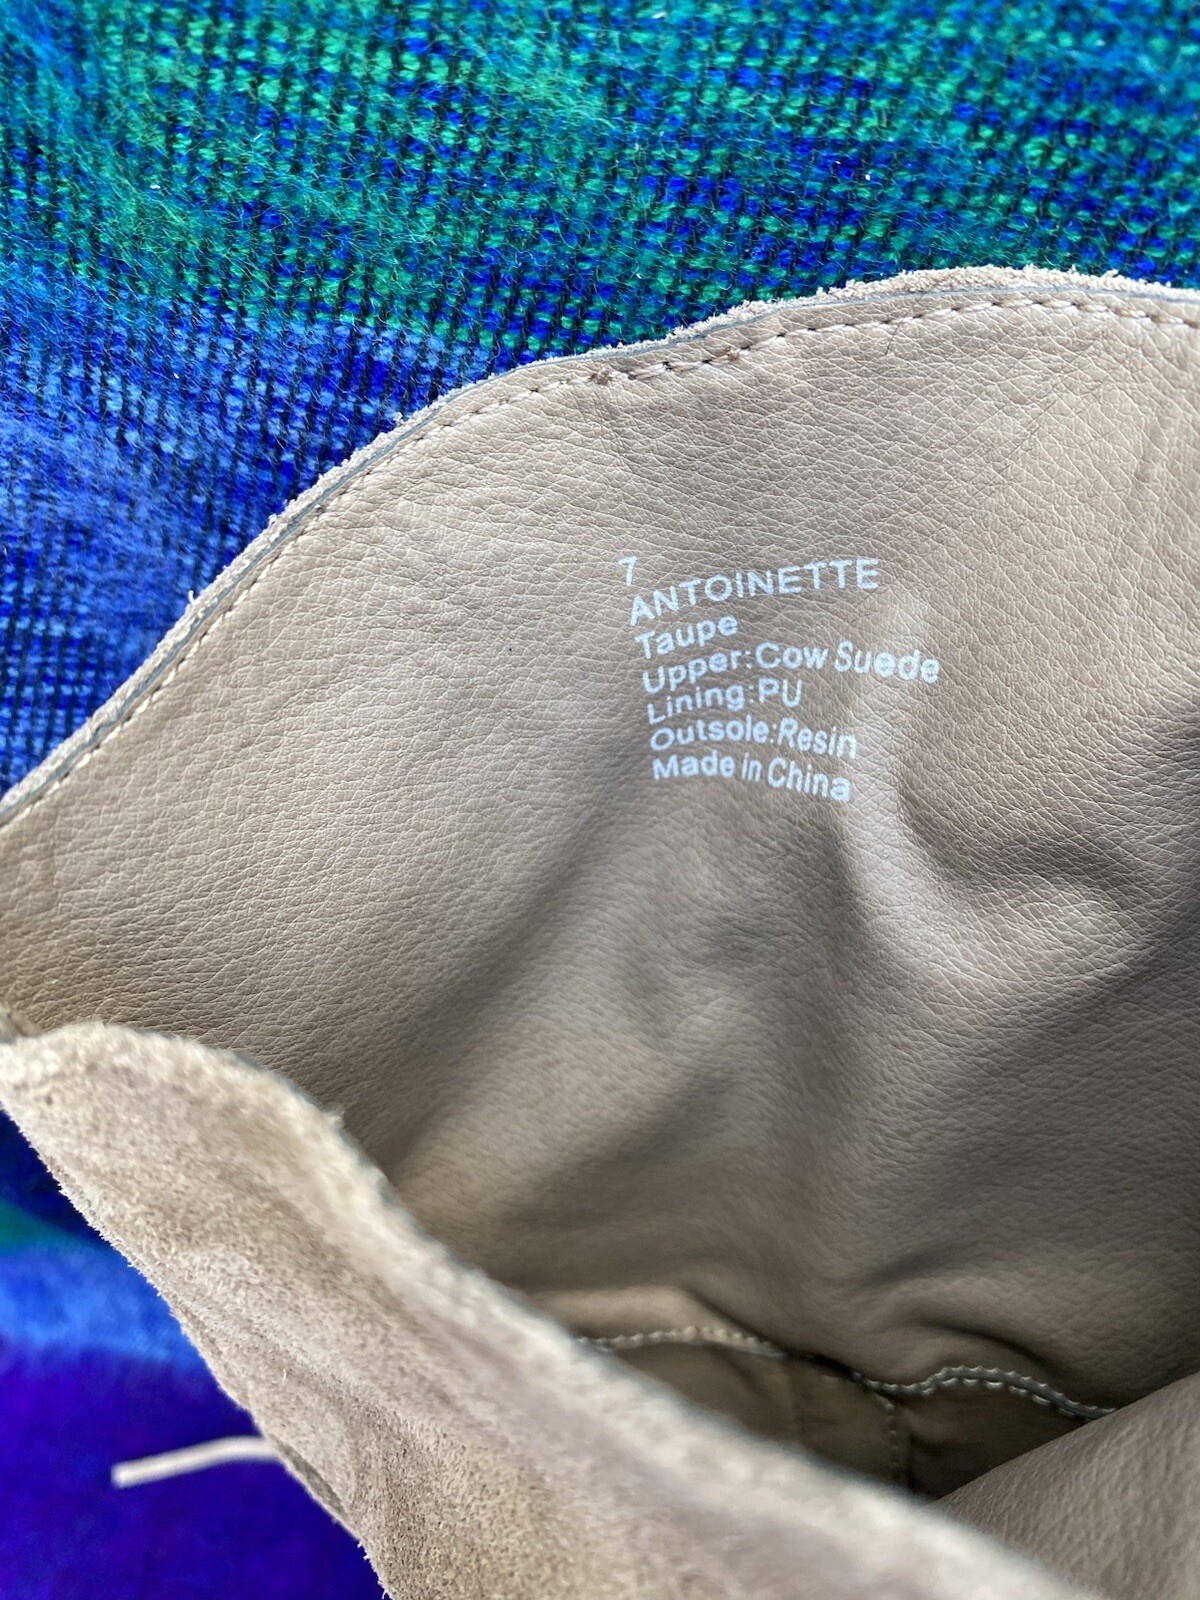 7
ANTOINETTE
Taupe
Upper:Cow Suede
Lining:PU
Outsole:Resin
Made in China